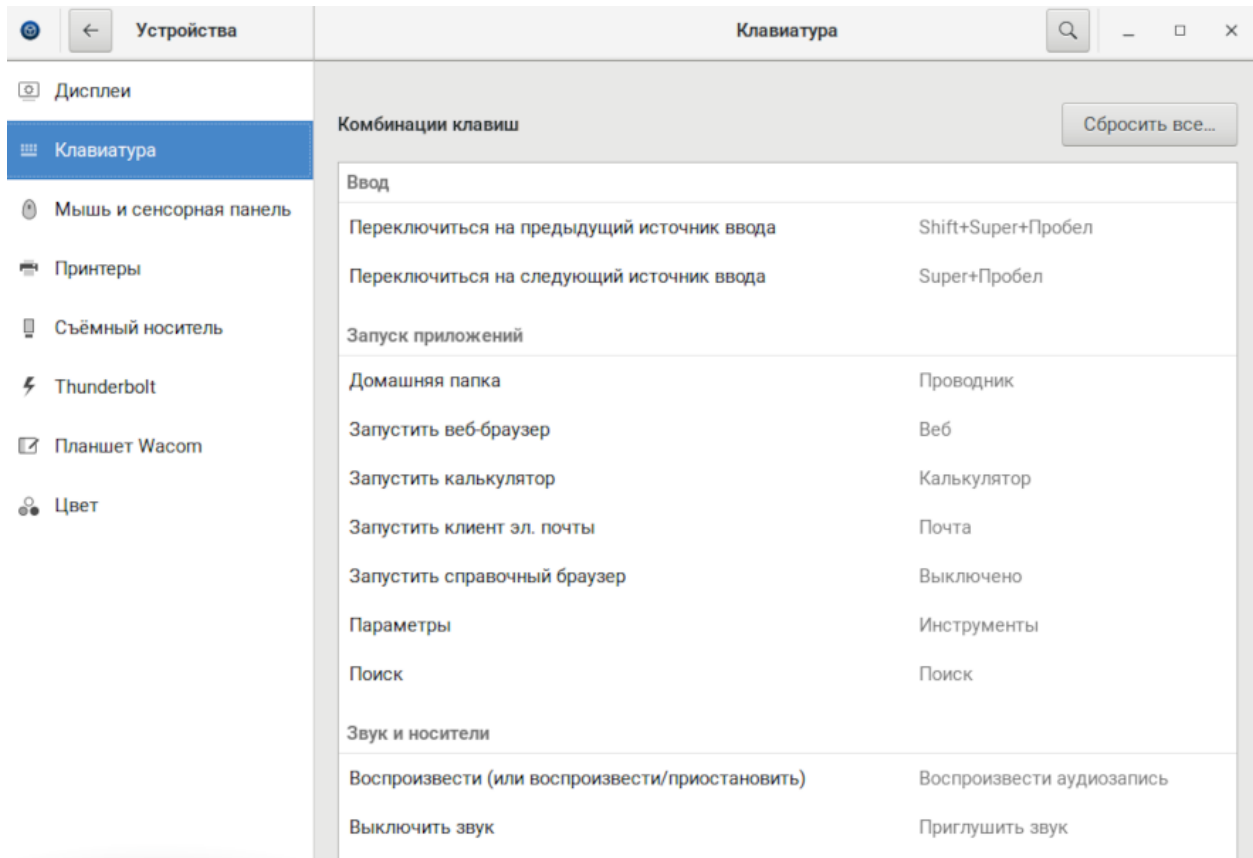 Устройства
Клавиатура
Дисплеи
Клавиатура
Мышь и сенсорная панель
Принтеры
Съёмный носитель
Thunderbolt
Планшет Wacom
Цвет
Комбинации клавиш
Сбросить все...
Ввод
Переключиться на предыдущий источник ввода Shift+Super+Пробел
Переключиться на следующий источник ввода Super+Пробел
Запуск приложений
Домашняя папка Проводник
Запустить веб-браузер Веб
Запустить калькулятор Калькулятор
Запустить клиент эл. почты Почта
Запустить справочный браузер Выключено
Параметры Инструменты
Поиск Поиск
Звук и носители
Воспроизвести (или воспроизвести/приостановить) Воспроизвести аудиозапись
Выключить звук Приглушить звук